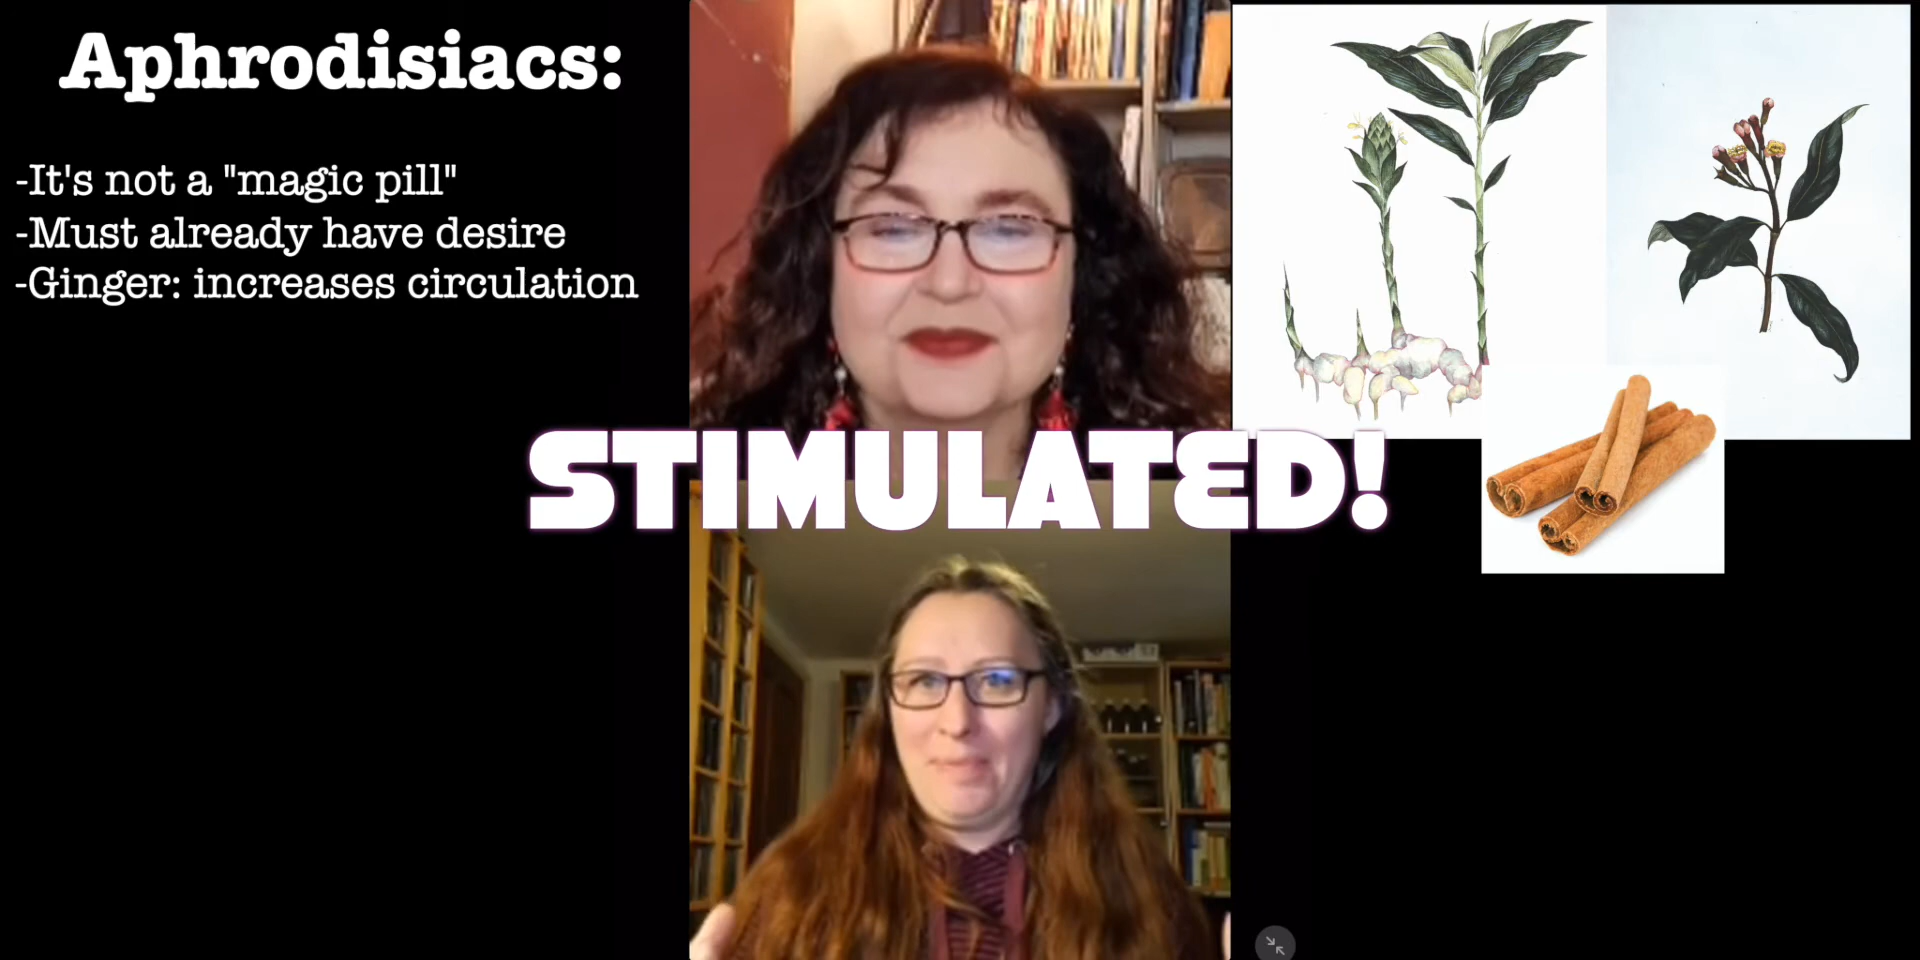 Aphrodisiacs:
-It's not a "magic pill"
-Must already have desire
-Ginger: increases circulation
STIMULATED!